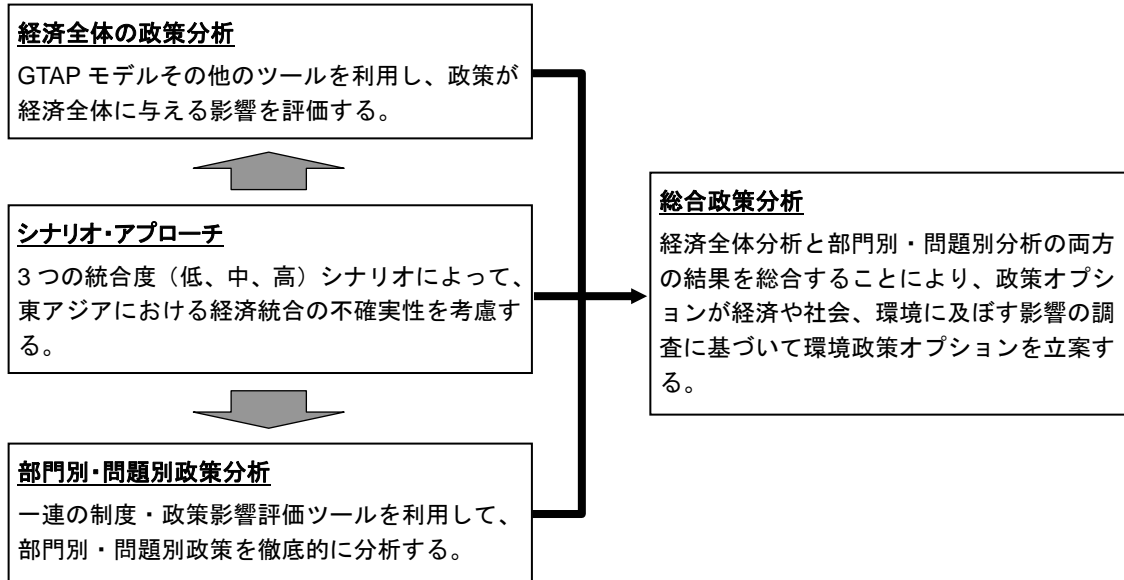 経済全体の政策分析
GTAP モデルその他のツールを利用し、政策が
経済全体に与える影響を評価する。
シナリオ・アプローチ
3 つの統合度（低、中、高）シナリオによって、
東アジアにおける経済統合の不確実性を考慮す
る。
部門別・問題別政策分析
一連の制度・政策影響評価ツールを利用して、
部門別・問題別政策を徹底的に分析する。
総合政策分析
経済全体分析と部門別・問題別分析の両方
の結果を総合することにより、政策オプシ
ョンが経済や社会、環境に及ぼす影響の調
査に基づいて環境政策オプションを立案す
る。